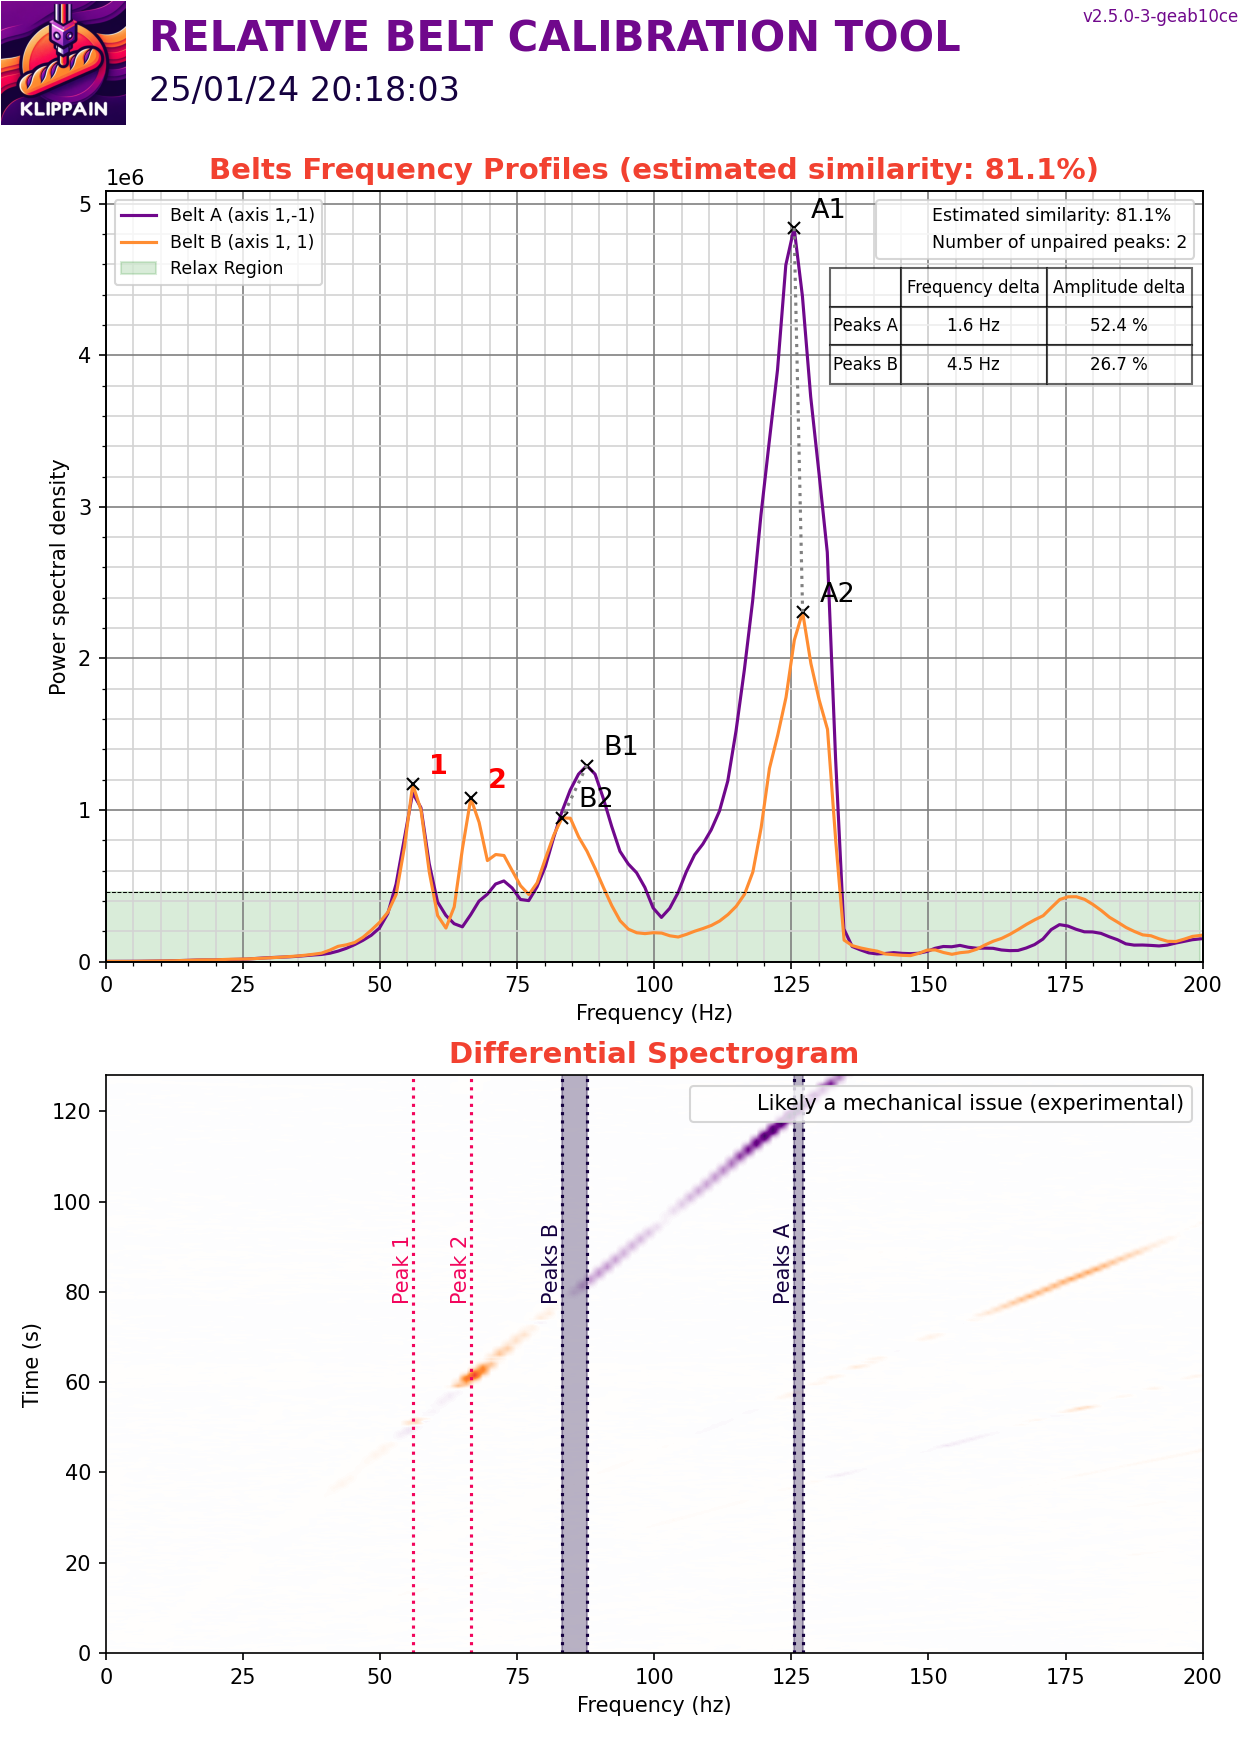 KLIPPAIN
RELATIVE BELT CALIBRATION TOOL
25/01/24 20:18:03
v2.5.0-3-geab10ce
Belts Frequency Profiles (estimated similarity: 81.1%)
1e6
Belt A (axis 1,-1)
Belt B (axis 1, 1)
Relax Region
Estimated similarity: 81.1%
Number of unpaired peaks: 2
Frequency delta Amplitude delta
Peaks A 1.6 Hz 52.4 %
Peaks B 4.5 Hz 26.7 %
A1
A2
B1
B2
1
2
Power spectral density
5
4
3
2
1
0
0 25 50 75 100 125 150 175 200
Frequency (Hz)
Differential Spectrogram
Likely a mechanical issue (experimental)
Peak 1
Peak 2
Peaks B
Peaks A
Time (s)
120
100
80
60
40
20
0
0 25 50 75 100 125 150 175 200
Frequency (hz)